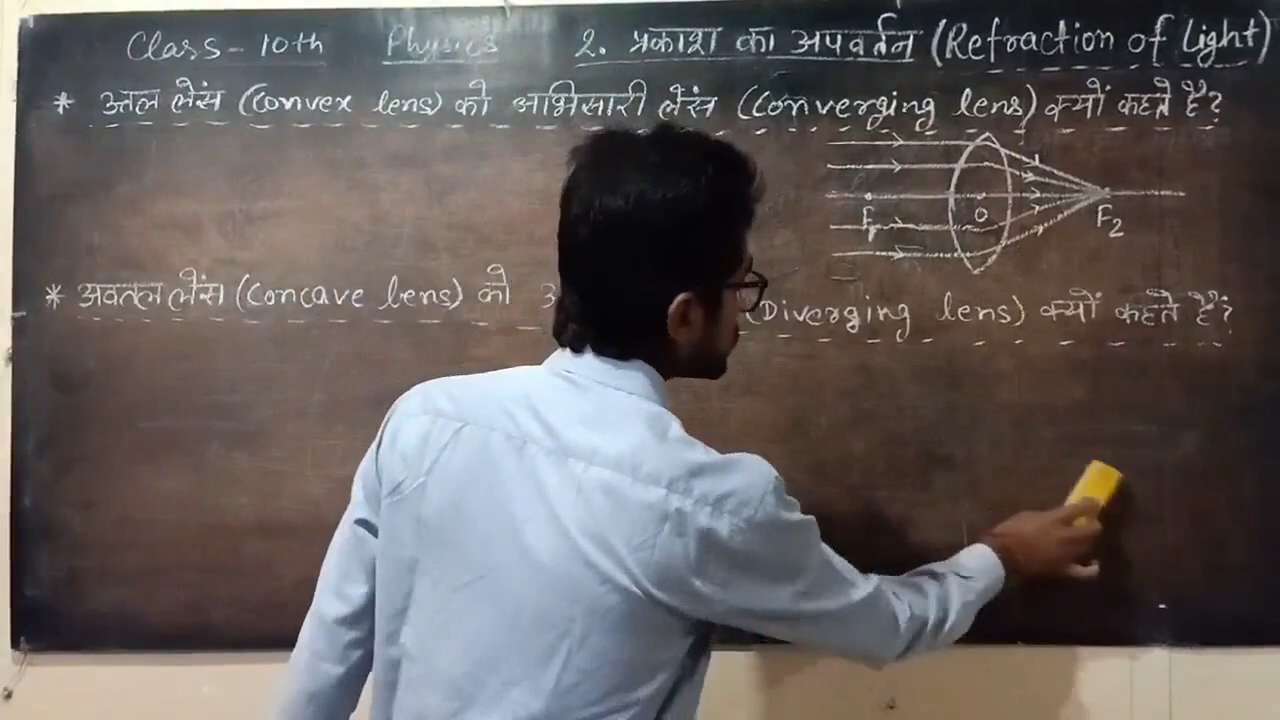 Class - 10th Physics 2. प्रकाश का अपवर्तन (Refraction of Light)
* उत्तल लेंस (Convex lens) को अभिसारी लेंस (Converging lens) क्यों कहते है?
F1 O F2
* अवतल लेंस (Concave lens) को (Diverging lens) क्यों कहते है?